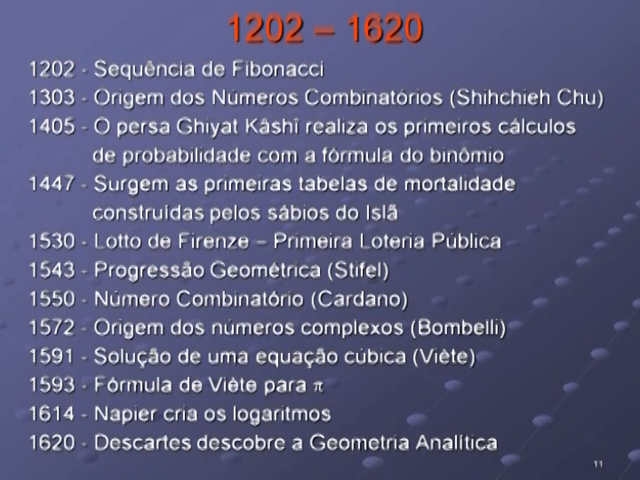 1202 – 1620
1202 - Sequência de Fibonacci
1303 - Origem dos Números Combinatórios (Shihchieh Chu)
1405 - O persa Ghiyat Kâshî realiza os primeiros cálculos
de probabilidade com a fórmula do binômio
1447 - Surgem as primeiras tabelas de mortalidade
construídas pelos sábios do Islã
1530 - Lotto de Firenze – Primeira Loteria Pública
1543 - Progressão Geométrica (Stifel)
1550 - Número Combinatório (Cardano)
1572 - Origem dos números complexos (Bombelli)
1591 - Solução de uma equação cúbica (Viète)
1593 - Fórmula de Viète para π
1614 - Napier cria os logaritmos
1620 - Descartes descobre a Geometria Analítica
11